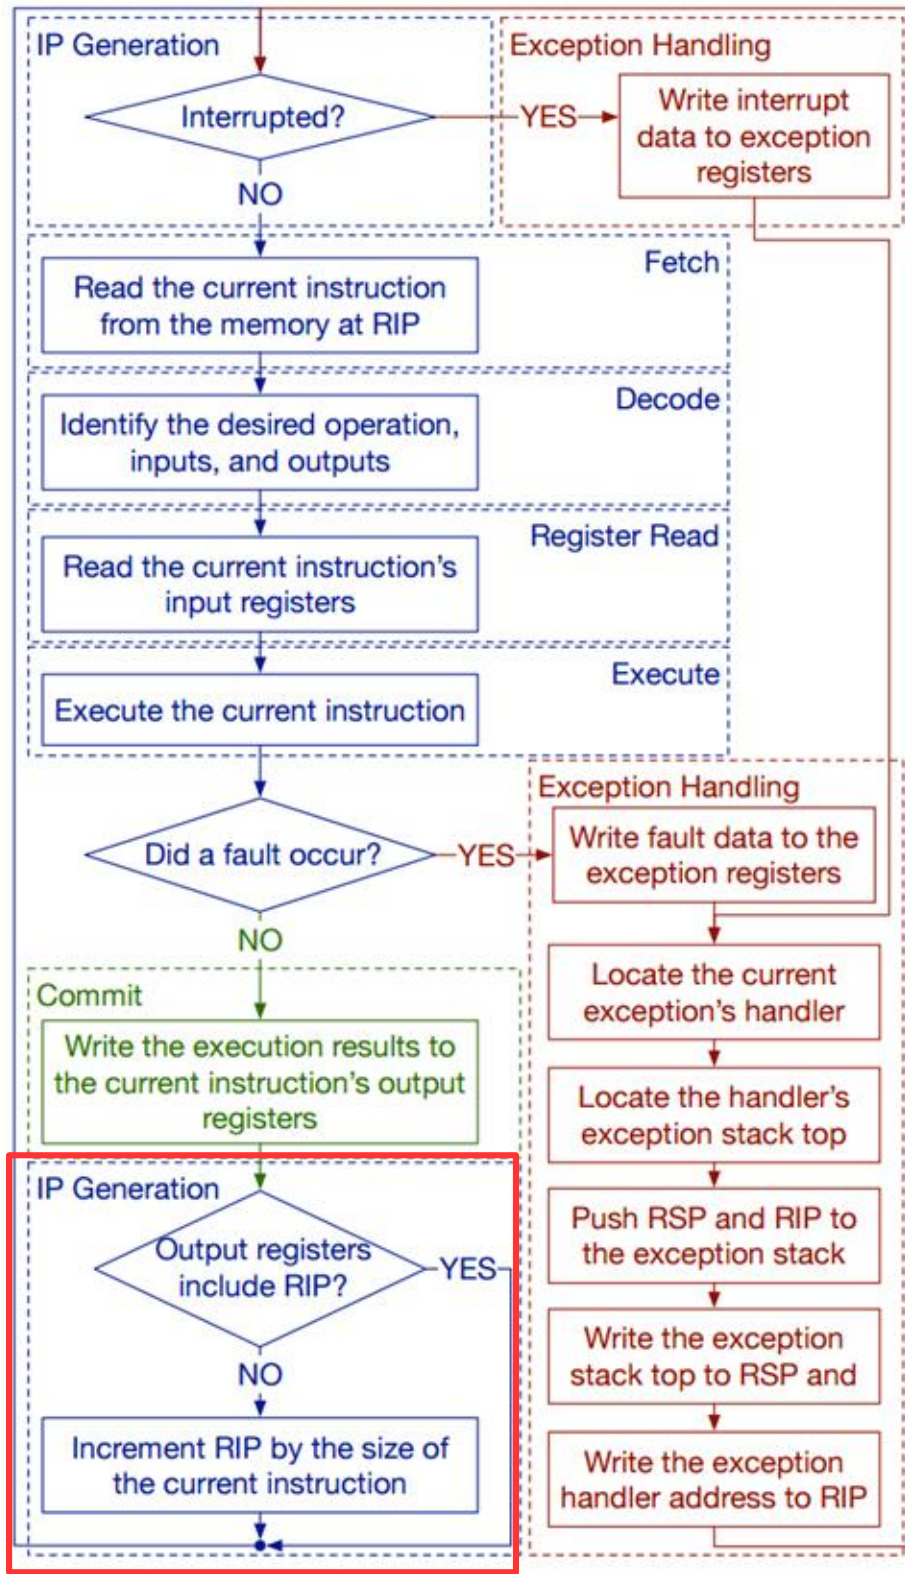 IP Generation
Interrupted?
YES
NO
Exception Handling
Write interrupt
data to exception
registers
Fetch
Read the current instruction
from the memory at RIP
Decode
Identify the desired operation,
inputs, and outputs
Register Read
Read the current instruction's
input registers
Execute
Execute the current instruction
Did a fault occur?
YES
NO
Exception Handling
Write fault data to the
exception registers
Locate the current
exception's handler
Locate the handler's
exception stack top
Push RSP and RIP to
the exception stack
Write the exception
stack top to RSP and
Write the exception
handler address to RIP
Commit
Write the execution results to
the current instruction's output
registers
IP Generation
Output registers
include RIP?
YES
NO
Increment RIP by the size of
the current instruction